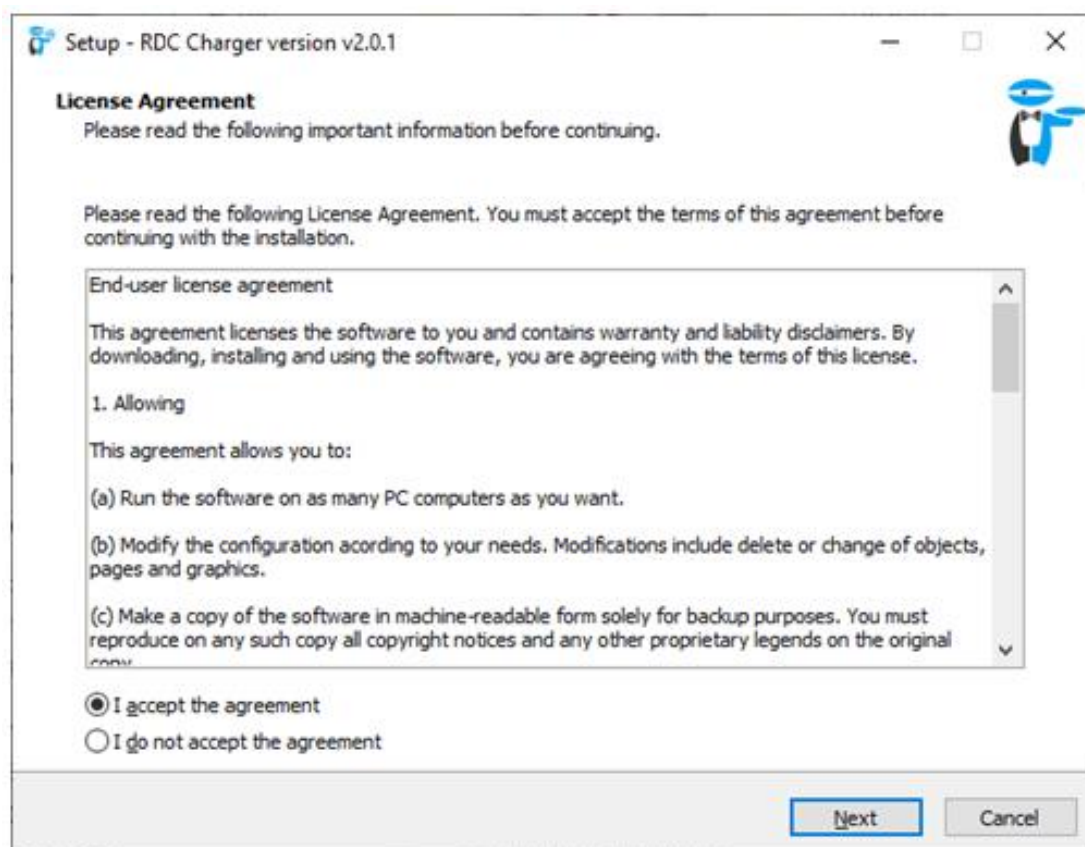 Setup - RDC Charger version v2.0.1
License Agreement
Please read the following important information before continuing.
Please read the following License Agreement. You must accept the terms of this agreement before
continuing with the installation.
End-user license agreement
This agreement licenses the software to you and contains warranty and liability disclaimers. By
downloading, installing and using the software, you are agreeing with the terms of this license.
1. Allowing
This agreement allows you to:
(a) Run the software on as many PC computers as you want.
(b) Modify the configuration acording to your needs. Modifications include delete or change of objects,
pages and graphics.
(c) Make a copy of the software in machine-readable form solely for backup purposes. You must
reproduce on any such copy all copyright notices and any other proprietary legends on the original
copy.
I accept the agreement
I do not accept the agreement
Next
Cancel